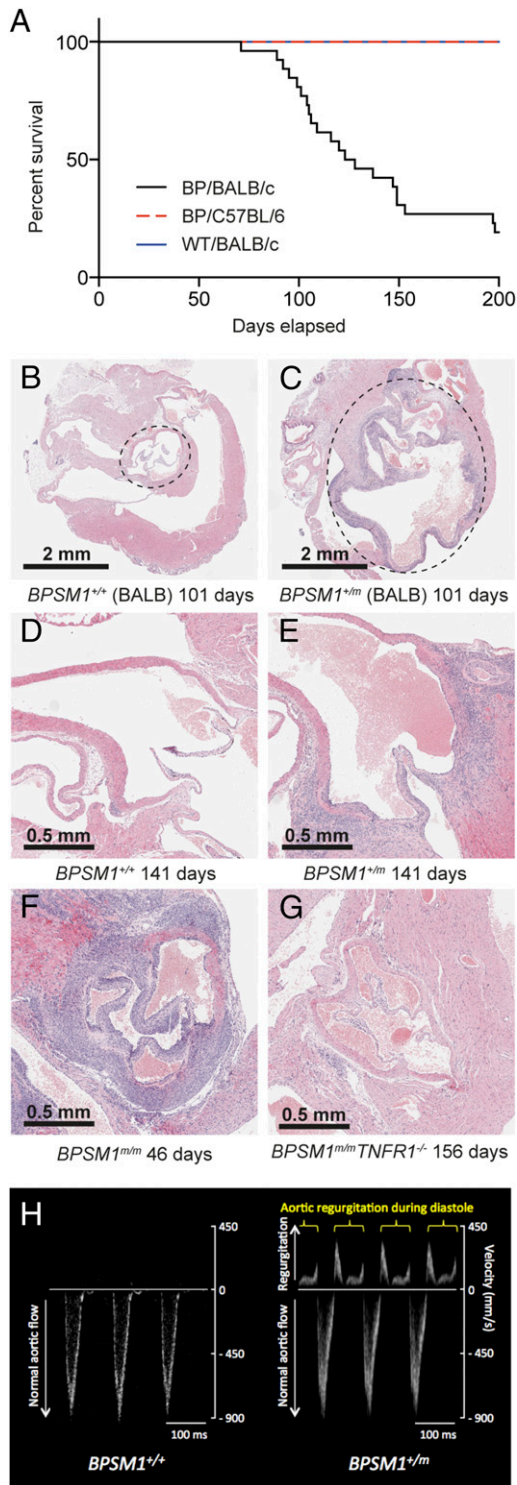 A
Percent survival
100
50
0
BP/BALB/c
BP/C57BL/6
WT/BALB/c
0
50
100
150
200
Days elapsed
B
2 mm
BPSM1+/+ (BALB) 101 days
C
2 mm
BPSM1+/m (BALB) 101 days
D
0.5 mm
BPSM1+/+ 141 days
E
0.5 mm
BPSM1+/m 141 days
F
0.5 mm
BPSM1m/m 46 days
G
0.5 mm
BPSM1m/mTNFR1-/- 156 days
H
Normal aortic flow
450
0
- 450
- 900
100 ms
BPSM1+/+
Aortic regurgitation during diastole
Regurgitation
Normal aortic flow
450
0
- 450
- 900
Velocity (mm/s)
100 ms
BPSM1+/m